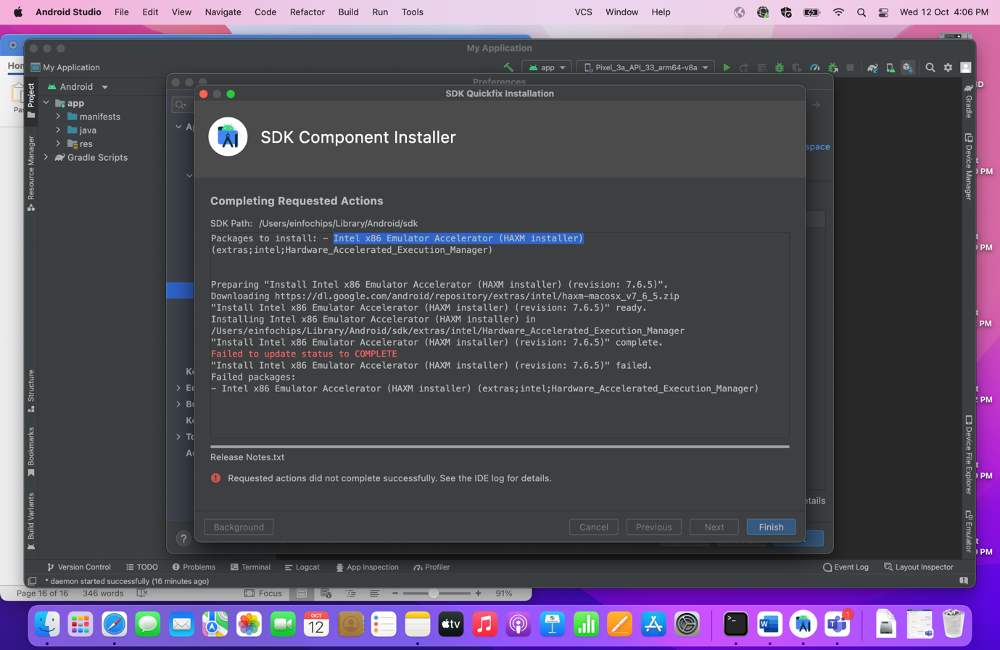 Android Studio File Edit View Navigate Code Refactor Build Run Tools VCS Window Help Wed 12 Oct 4:06 PM
My Application
My Application app Pixel_3a_API_33_arm64-v8a
Preferences
SDK Quickfix Installation
Android
Project
app
manifests
java
res
Gradle Scripts
Resource Manager
Structure
Bookmarks
Build Variants
SDK Component Installer
space
Completing Requested Actions
SDK Path: /Users/einfochips/Library/Android/sdk
Packages to install: - Intel x86 Emulator Accelerator (HAXM installer)
(extras;intel;Hardware_Accelerated_Execution_Manager)
Preparing "Install Intel x86 Emulator Accelerator (HAXM installer) (revision: 7.6.5)".
Downloading https://dl.google.com/android/repository/extras/intel/haxm-macosx_v7_6_5.zip
"Install Intel x86 Emulator Accelerator (HAXM installer) (revision: 7.6.5)" ready.
Installing Intel x86 Emulator Accelerator (HAXM installer) in
/Users/einfochips/Library/Android/sdk/extras/intel/Hardware_Accelerated_Execution_Manager
"Install Intel x86 Emulator Accelerator (HAXM installer) (revision: 7.6.5)" complete.
Failed to update status to COMPLETE
"Install Intel x86 Emulator Accelerator (HAXM installer) (revision: 7.6.5)" failed.
Failed packages:
- Intel x86 Emulator Accelerator (HAXM installer) (extras;intel;Hardware_Accelerated_Execution_Manager)
Release Notes.txt
Requested actions did not complete successfully. See the IDE log for details.
Background Cancel Previous Next Finish
?
Gradle
Device Manager
Device File Explorer
Emulator
Version Control TODO Problems Terminal Logcat App Inspection Profiler Event Log Layout Inspector
* daemon started successfully (16 minutes ago)
Page 16 of 16 346 words Focus 91%
OCT
12
tv
1